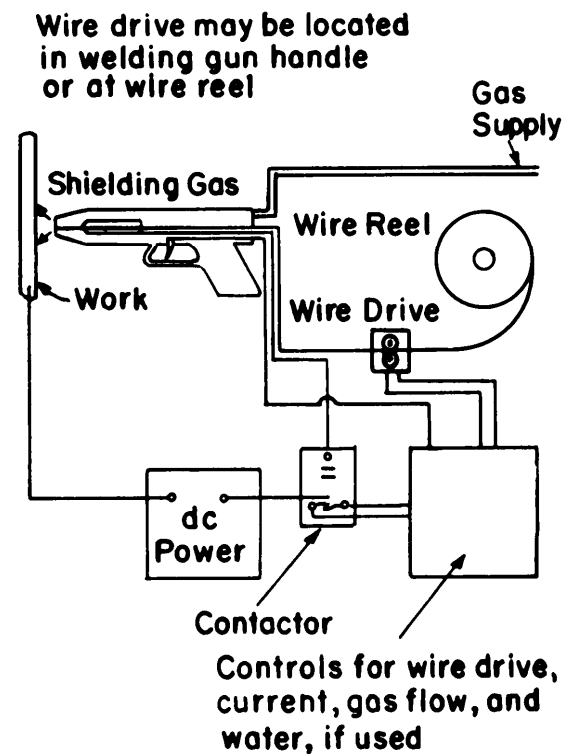 Wire drive may be located
in welding gun handle
or at wire reel
Gas
Supply
Shielding Gas
Wire Reel
Work
Wire Drive
dc
Power
Contactor
Controls for wire drive,
current, gas flow, and
water, if used